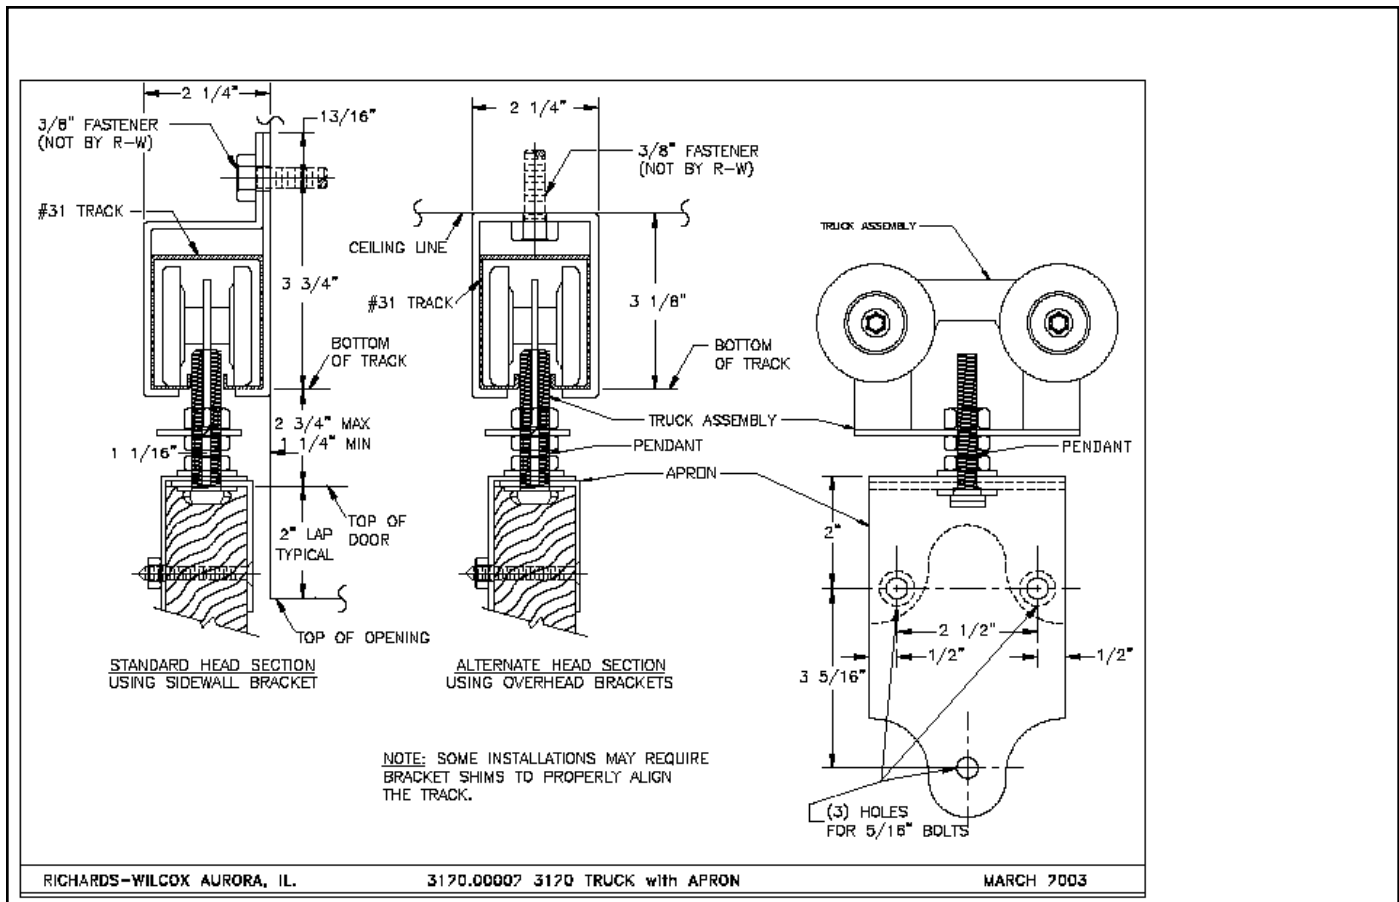 2 1/4"
3/8" FASTENER
(NOT BY R-W)
13/16"
#31 TRACK
3 3/4"
BOTTOM
OF TRACK
2 3/4" MAX
1 1/4" MIN
1 1/16"
TOP OF
DOOR
2" LAP
TYPICAL
TOP OF OPENING
STANDARD HEAD SECTION
USING SIDEWALL BRACKET
2 1/4"
3/8" FASTENER
(NOT BY R-W)
CEILING LINE
#31 TRACK
3 1/8"
BOTTOM
OF TRACK
TRUCK ASSEMBLY
PENDANT
APRON
ALTERNATE HEAD SECTION
USING OVERHEAD BRACKETS
TRUCK ASSEMBLY
PENDANT
2"
2 1/2"
1/2"
1/2"
3 5/16"
(3) HOLES
FOR 5/16" BOLTS
NOTE: SOME INSTALLATIONS MAY REQUIRE
BRACKET SHIMS TO PROPERLY ALIGN
THE TRACK.
RICHARDS-WILCOX AURORA, IL.
3170.00007 3170 TRUCK with APRON
MARCH 2003